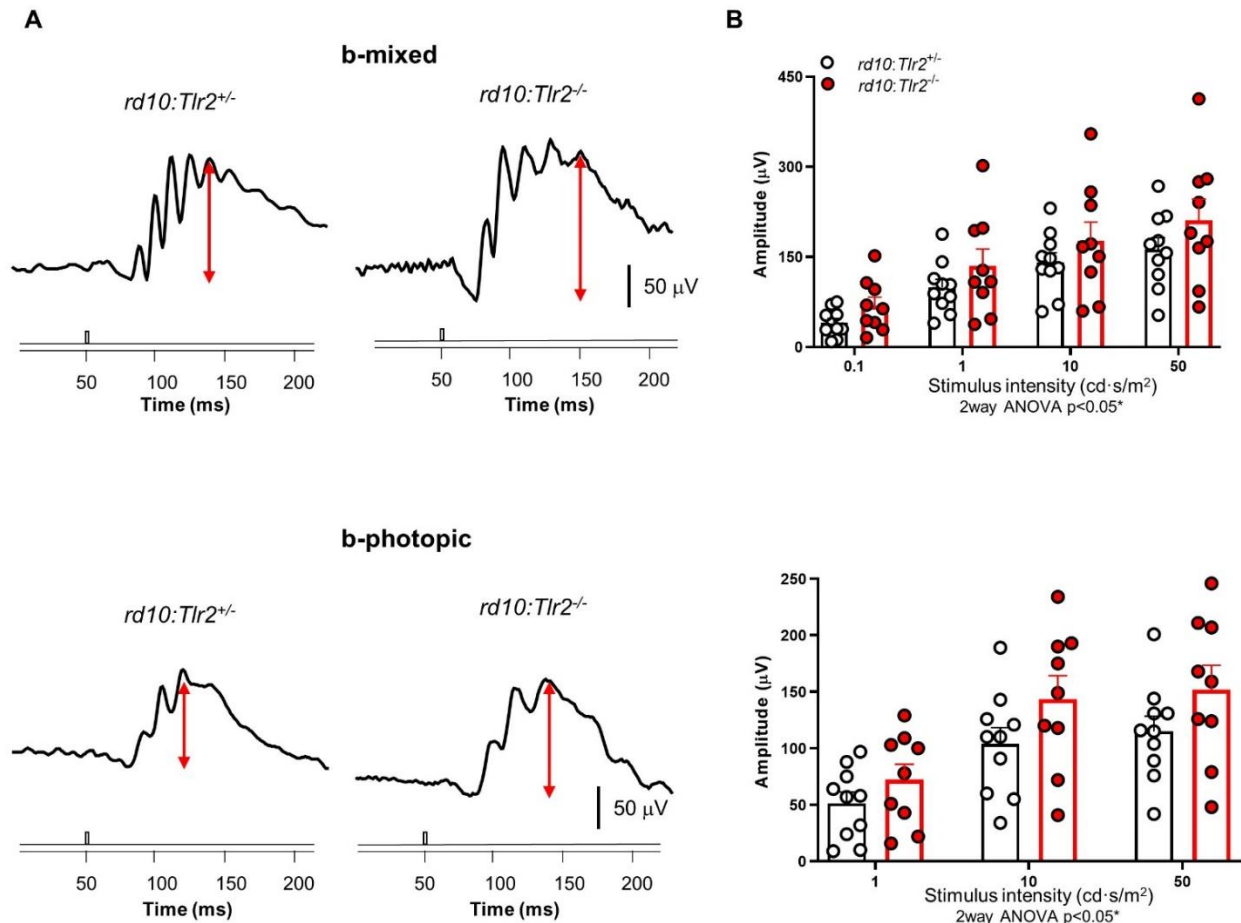 A
b-mixed
rd10:Tlr2+/-
rd10:Tlr2-/-
50 μV
50 100 150 200
Time (ms)
50 100 150 200
Time (ms)
B
rd10:Tlr2+/-
rd10:Tlr2-/-
450
300
150
0
Amplitude (μV)
0.1 1 10 50
Stimulus intensity (cd·s/m²)
2way ANOVA p<0.05*
b-photopic
rd10:Tlr2+/-
rd10:Tlr2-/-
50 μV
50 100 150 200
Time (ms)
50 100 150 200
Time (ms)
250
200
150
100
50
0
Amplitude (μV)
1 10 50
Stimulus intensity (cd·s/m²)
2way ANOVA p<0.05*